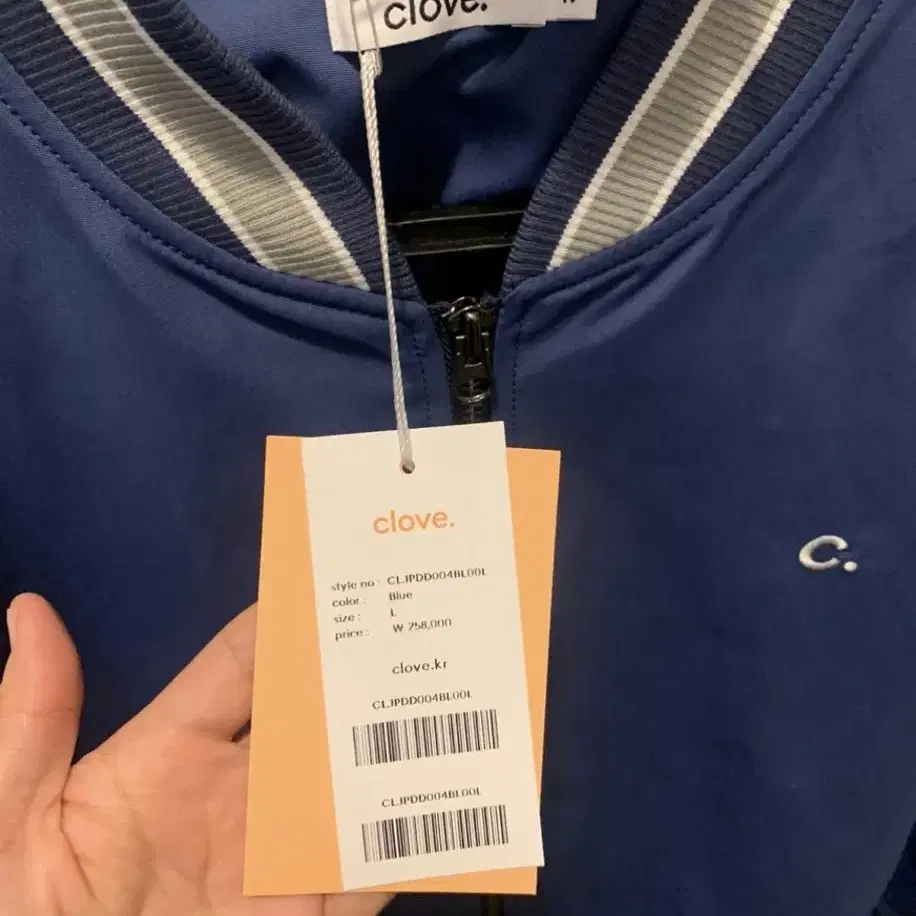 clove.
clove.
style no : CLJPDD004BL00L
color : Blue
size : L
price : ₩ 258,000
clove.kr
CLJPDD004BL00L
CLJPDD004BL00L
c.